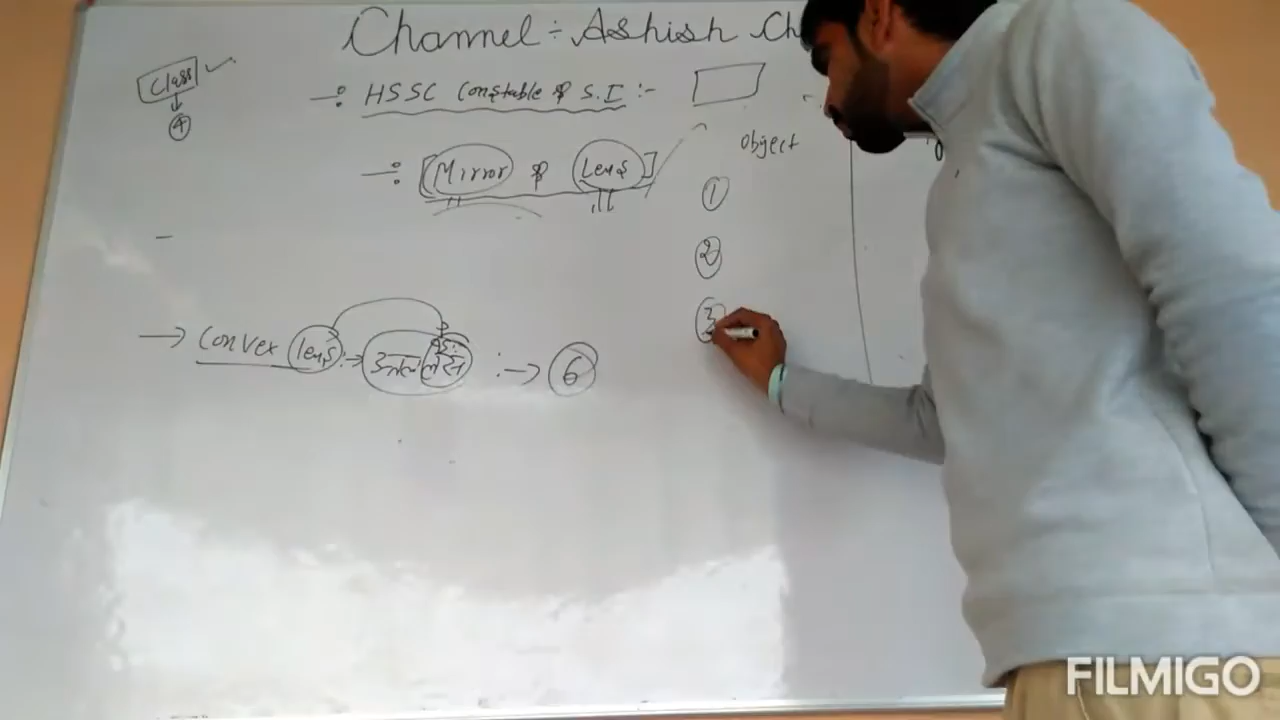 Channel ÷ Ashish Ch
Class ✓
↓
4
÷ HSSC Constable & S.I :-
÷ [Mirror & Lens]
Object
1
2
3
→ Convex lens :→ उत्तल लेंस :→ 6
FILMIGO